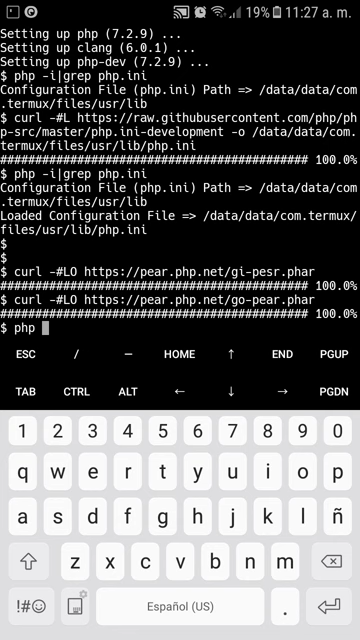 19% 11:27 a. m.
Setting up php (7.2.9) ...
Setting up clang (6.0.1) ...
Setting up php-dev (7.2.9) ...
$ php -i|grep php.ini
Configuration File (php.ini) Path => /data/data/com
.termux/files/usr/lib
$ curl -#L https://raw.githubusercontent.com/php/ph
p-src/master/php.ini-development -o /data/data/com.
termux/files/usr/lib/php.ini
########################################### 100.0%
$ php -i|grep php.ini
Configuration File (php.ini) Path => /data/data/com
.termux/files/usr/lib
Loaded Configuration File => /data/data/com.termux/
files/usr/lib/php.ini
$
$
$ curl -#LO https://pear.php.net/gi-pesr.phar
########################################### 100.0%
$ curl -#LO https://pear.php.net/go-pear.phar
########################################### 100.0%
$ php
ESC / — HOME ↑ END PGUP
TAB CTRL ALT ← ↓ → PGDN
1 2 3 4 5 6 7 8 9 0
q w e r t y u i o p
a s d f g h j k l ñ
z x c v b n m
!#☺ Español (US) .